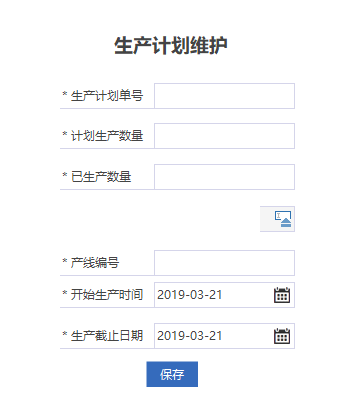 生产计划维护
* 生产计划单号
* 计划生产数量
* 已生产数量
* 产线编号
* 开始生产时间 2019-03-21
* 生产截止日期 2019-03-21
保存